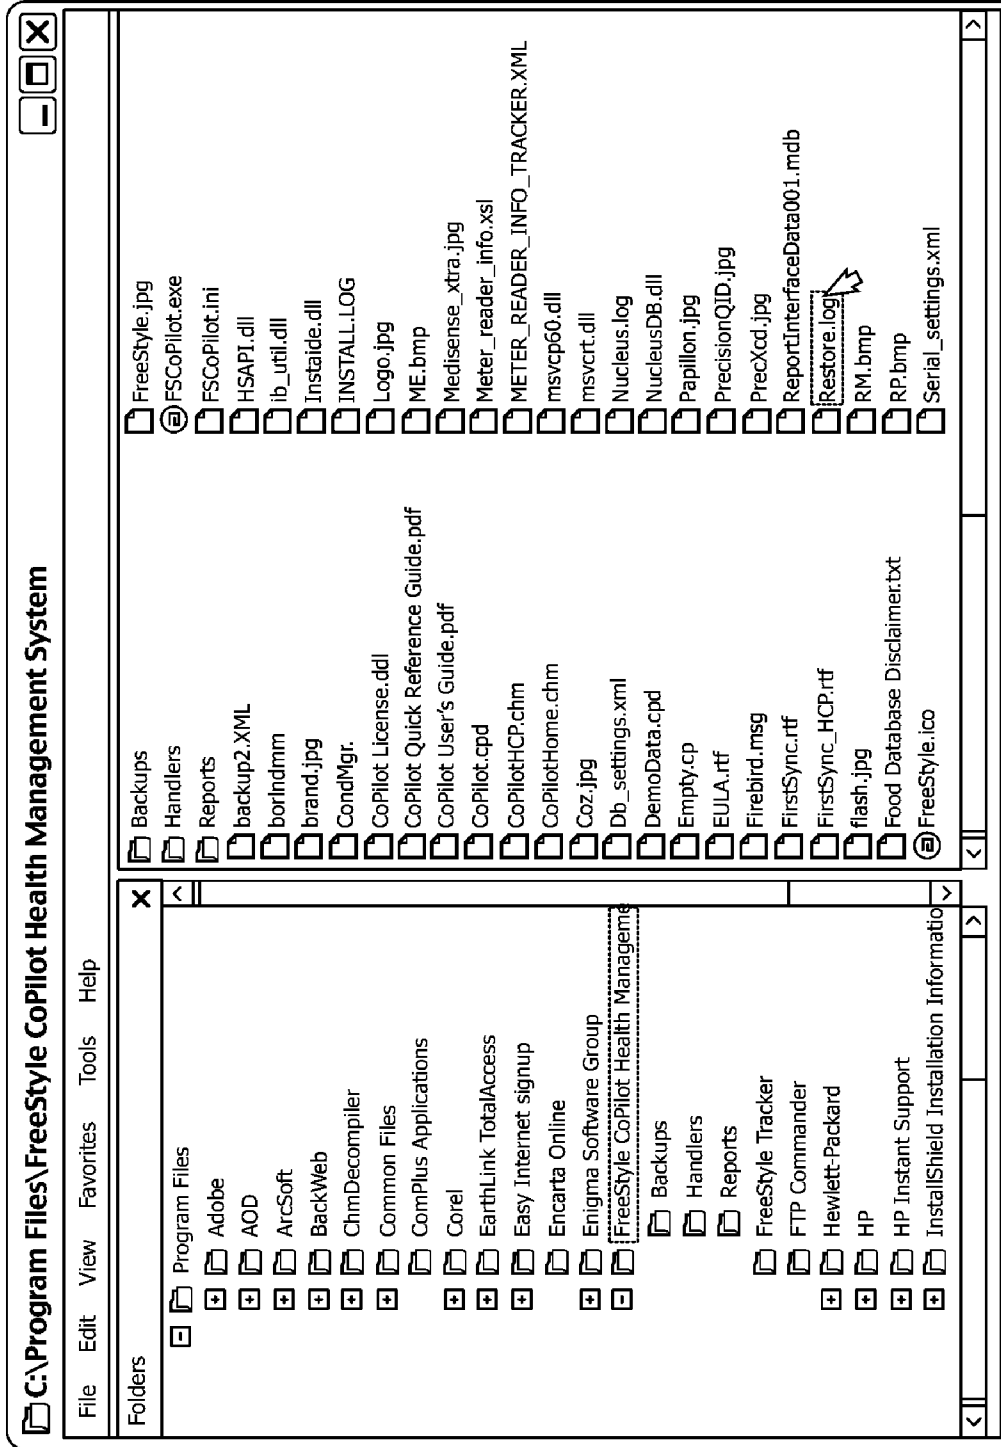 C:\Program Files\FreeStyle CoPilot Health Management System
File Edit View Favorites Tools Help
Folders
Program Files
Adobe
AOD
ArcSoft
BackWeb
ChmDecompiler
Common Files
ComPlus Applications
Corel
EarthLink TotalAccess
Easy Internet signup
Encarta Online
Enigma Software Group
FreeStyle CoPilot Health Manageme
Backups
Handlers
Reports
FreeStyle Tracker
FTP Commander
Hewlett-Packard
HP
HP Instant Support
InstallShield Installation Informatio
Backups
Handlers
Reports
backup2.XML
borlndmm
brand.jpg
CondMgr.
CoPilot License.ddl
CoPilot Quick Reference Guide.pdf
CoPilot User's Guide.pdf
CoPilot.cpd
CoPilotHCP.chm
CoPilotHome.chm
Coz.jpg
Db_settings.xml
DemoData.cpd
Empty.cp
EULA.rtf
Firebird.msg
FirstSync.rtf
FirstSync_HCP.rtf
flash.jpg
Food Database Disclaimer.txt
FreeStyle.ico
FreeStyle.jpg
FSCoPilot.exe
FSCoPilot.ini
HSAPI.dll
ib_util.dll
Instaide.dll
INSTALL.LOG
Logo.jpg
ME.bmp
Medisense_xtra.jpg
Meter_reader_info.xsl
METER_READER_INFO_TRACKER.XML
msvcp60.dll
msvcrt.dll
Nucleus.log
NucleusDB.dll
Papillon.jpg
PrecisionQID.jpg
PrecXcd.jpg
ReportInterfaceData001.mdb
Restore.log
RM.bmp
RP.bmp
Serial_settings.xml